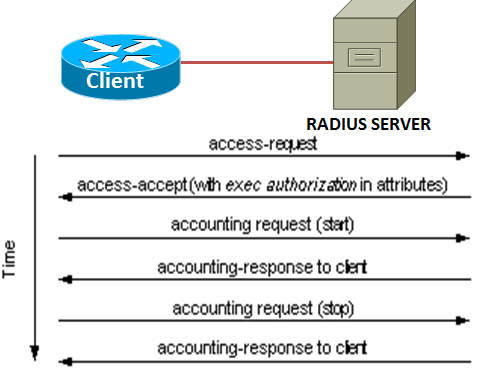 Client
RADIUS SERVER
access-request
access-accept(with exec authorization in attributes)
accounting request (start)
accounting-response to client
accounting request (stop)
accounting-response to client
Time